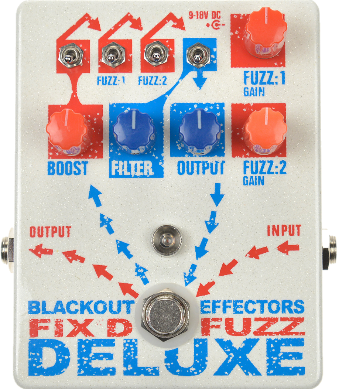 9-18V DC
FUZZ:1 FUZZ:2
FUZZ:1
GAIN
BOOST FILTER OUTPUT FUZZ:2
GAIN
OUTPUT INPUT
BLACKOUT EFFECTORS
FIX D FUZZ
DELUXE